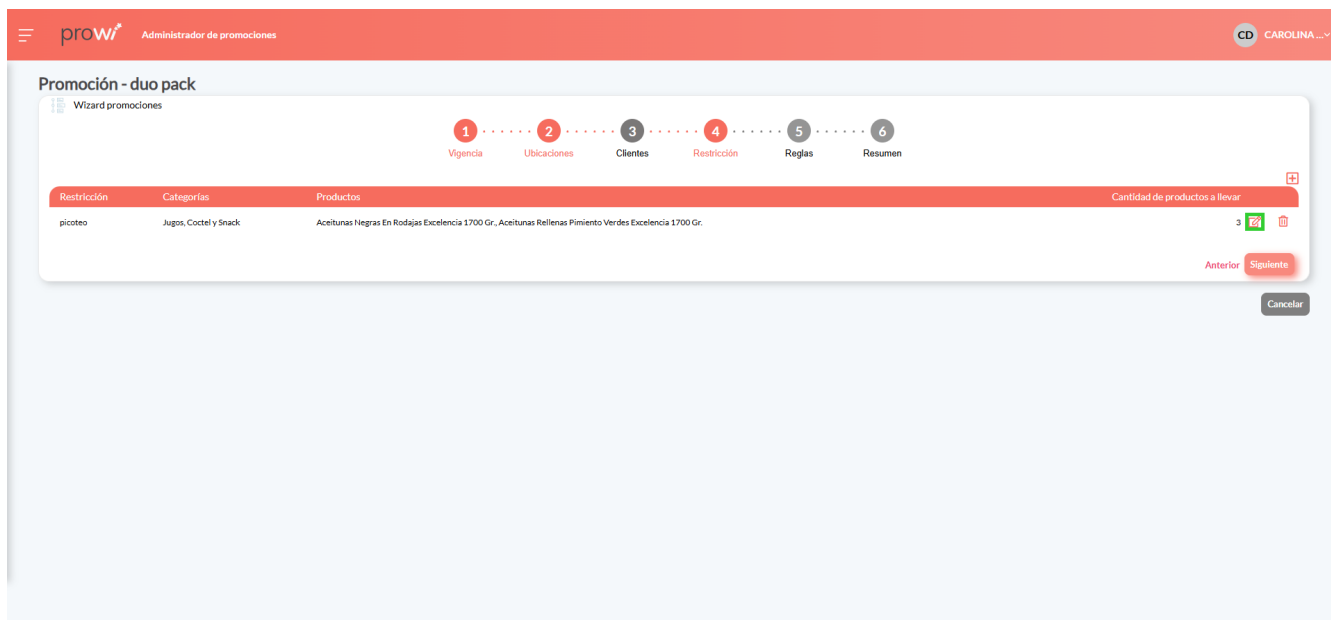 prowi
Administrador de promociones
CD CAROLINA ...
Promoción - duo pack
Wizard promociones
1 2 3 4 5 6
Vigencia Ubicaciones Clientes Restricción Reglas Resumen
Restricción Categorías Productos Cantidad de productos a llevar
picoteo Jugos, Coctel y Snack Aceitunas Negras En Rodajas Excelencia 1700 Gr., Aceitunas Rellenas Pimiento Verdes Excelencia 1700 Gr. 3
Anterior Siguiente
Cancelar